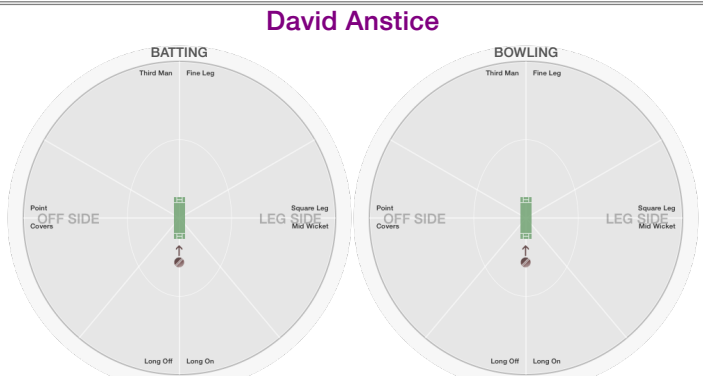 David Anstice
BATTING
BOWLING
Third Man
Fine Leg
Third Man
Fine Leg
Point
OFF SIDE
Covers
Square Leg
LEG SIDE
Mid Wicket
Point
OFF SIDE
Covers
Square Leg
LEG SIDE
Mid Wicket
Long Off
Long On
Long Off
Long On